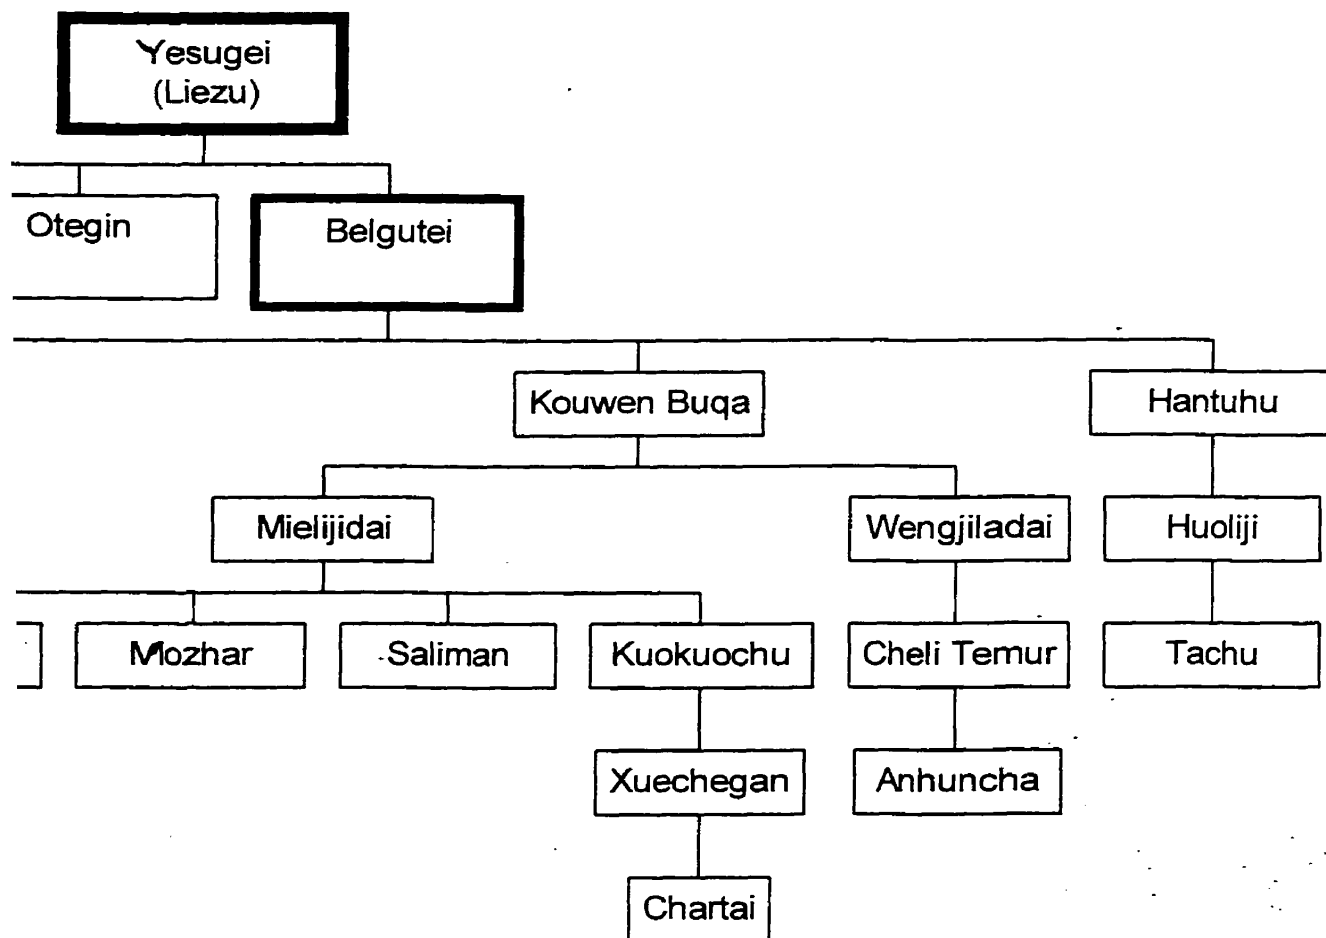 Yesugei
(Liezu)
Otegin
Belgutei
Kouwen Buqa
Hantuhu
Mielijidai
Wengjiladai
Huoliji
Mozhar
Saliman
Kuokuochu
Cheli Temur
Tachu
Xuechegan
Anhuncha
Chartai